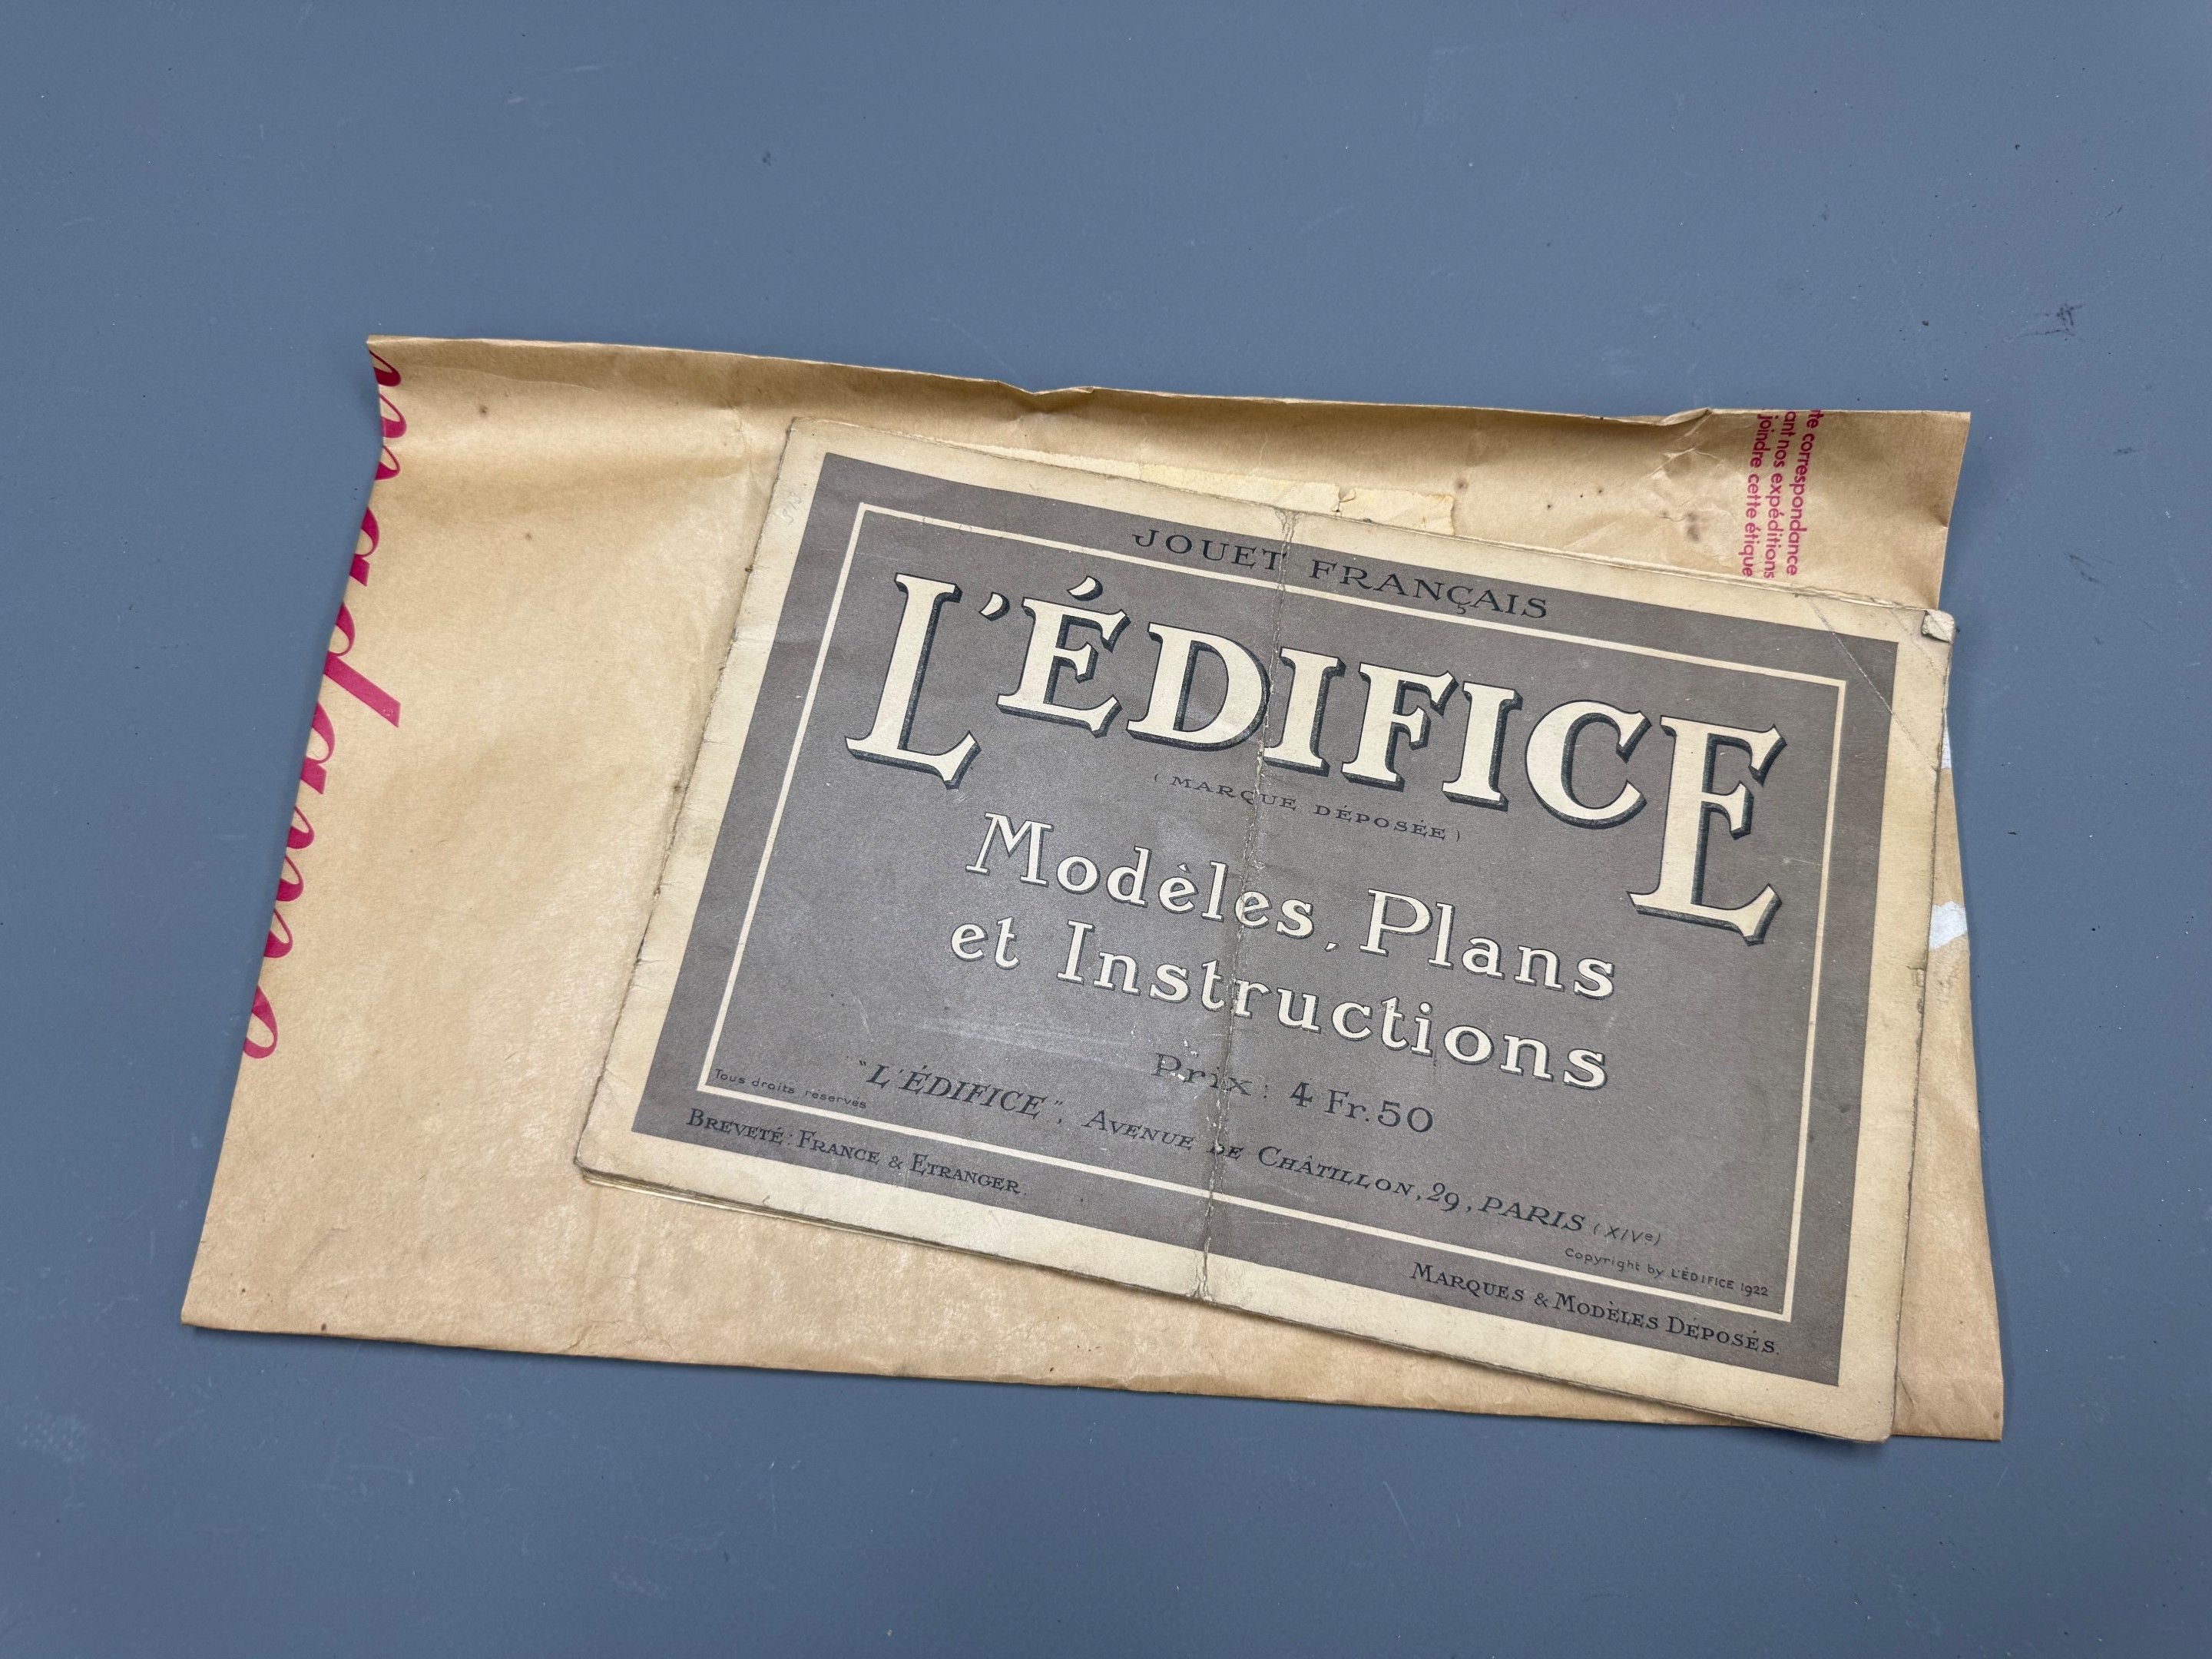 JOUET FRANÇAIS
L'ÉDIFICE
(MARQUE DÉPOSÉE)
Modèles, Plans
et Instructions
Prix: 4 Fr.50
"L'ÉDIFICE", AVENUE DE CHÂTILLON, 29, PARIS (XIVe)
Tous droits reservés
Copyright by L'ÉDIFICE 1922
BREVETÉ: FRANCE & ETRANGER.
MARQUES & MODÈLES DÉPOSÉS.
te correspondance
ant nos expéditions
joindre cette étique